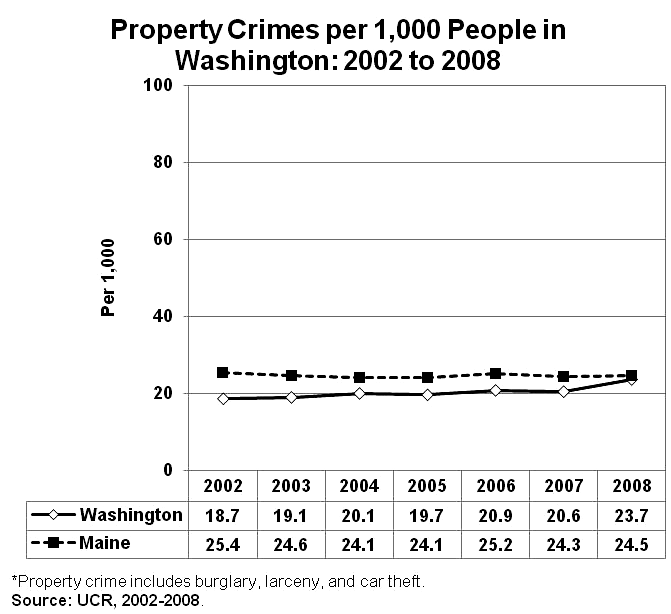 Property Crimes per 1,000 People in
Washington: 2002 to 2008
100
80
60
40
20
0
Per 1,000
2002 2003 2004 2005 2006 2007 2008
Washington 18.7 19.1 20.1 19.7 20.9 20.6 23.7
Maine 25.4 24.6 24.1 24.1 25.2 24.3 24.5
*Property crime includes burglary, larceny, and car theft.
Source: UCR, 2002-2008.